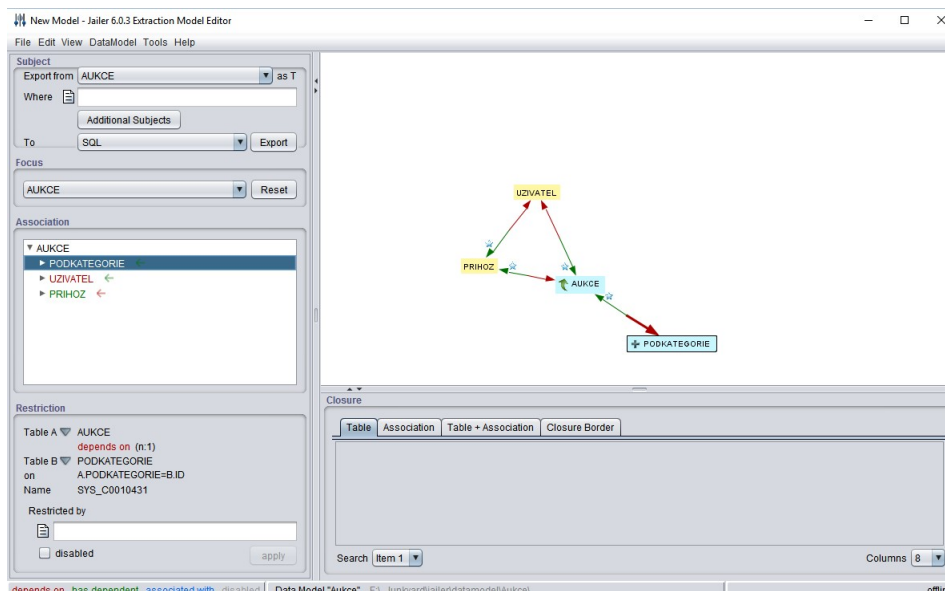 New Model - Jailer 6.0.3 Extraction Model Editor
File Edit View DataModel Tools Help
Subject
Export from AUKCE as T
Where
Additional Subjects
To SQL Export
Focus
AUKCE Reset
Association
AUKCE
PODKATEGORIE
UZIVATEL
PRIHOZ
Restriction
Table A AUKCE
depends on (n:1)
Table B PODKATEGORIE
on A.PODKATEGORIE=B.ID
Name SYS_C0010431
Restricted by
disabled apply
UZIVATEL
PRIHOZ
AUKCE
PODKATEGORIE
Closure
Table Association Table + Association Closure Border
Search Item 1 Columns 8
depends on has dependent associated with disabled Data Model "Aukce"